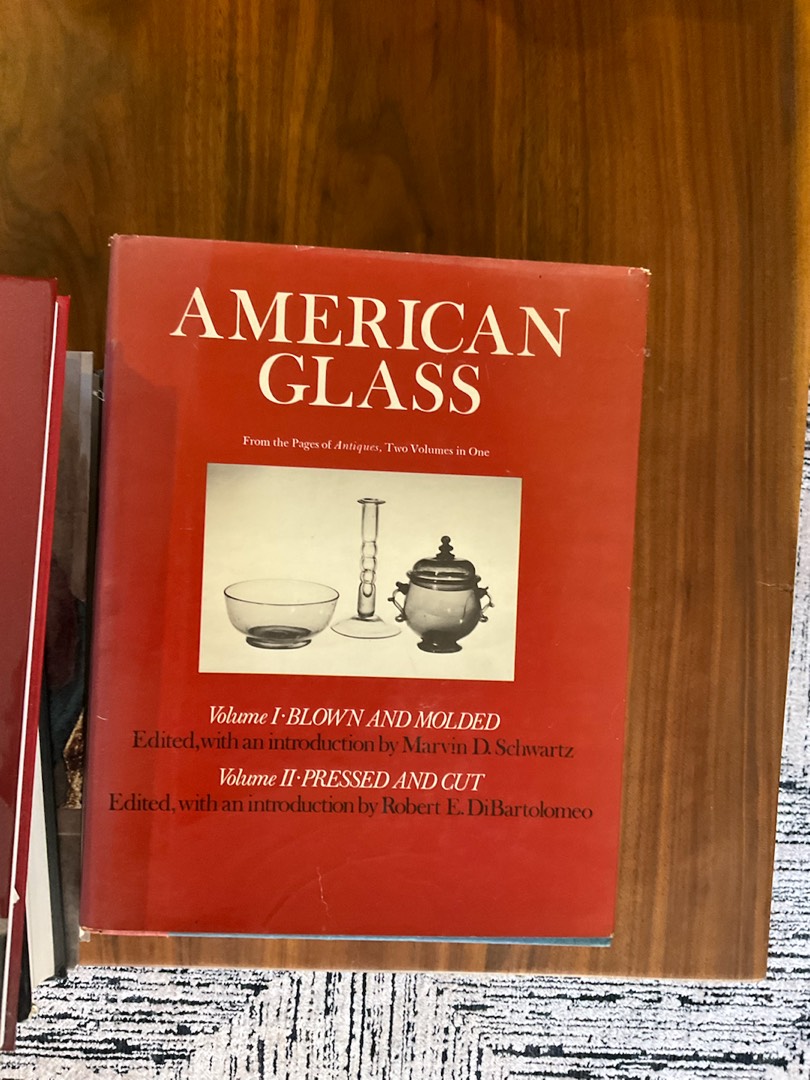 AMERICAN
GLASS
From the Pages of Antiques, Two Volumes in One
Volume I·BLOWN AND MOLDED
Edited, with an introduction by Marvin D. Schwartz
Volume II·PRESSED AND CUT
Edited, with an introduction by Robert E. DiBartolomeo